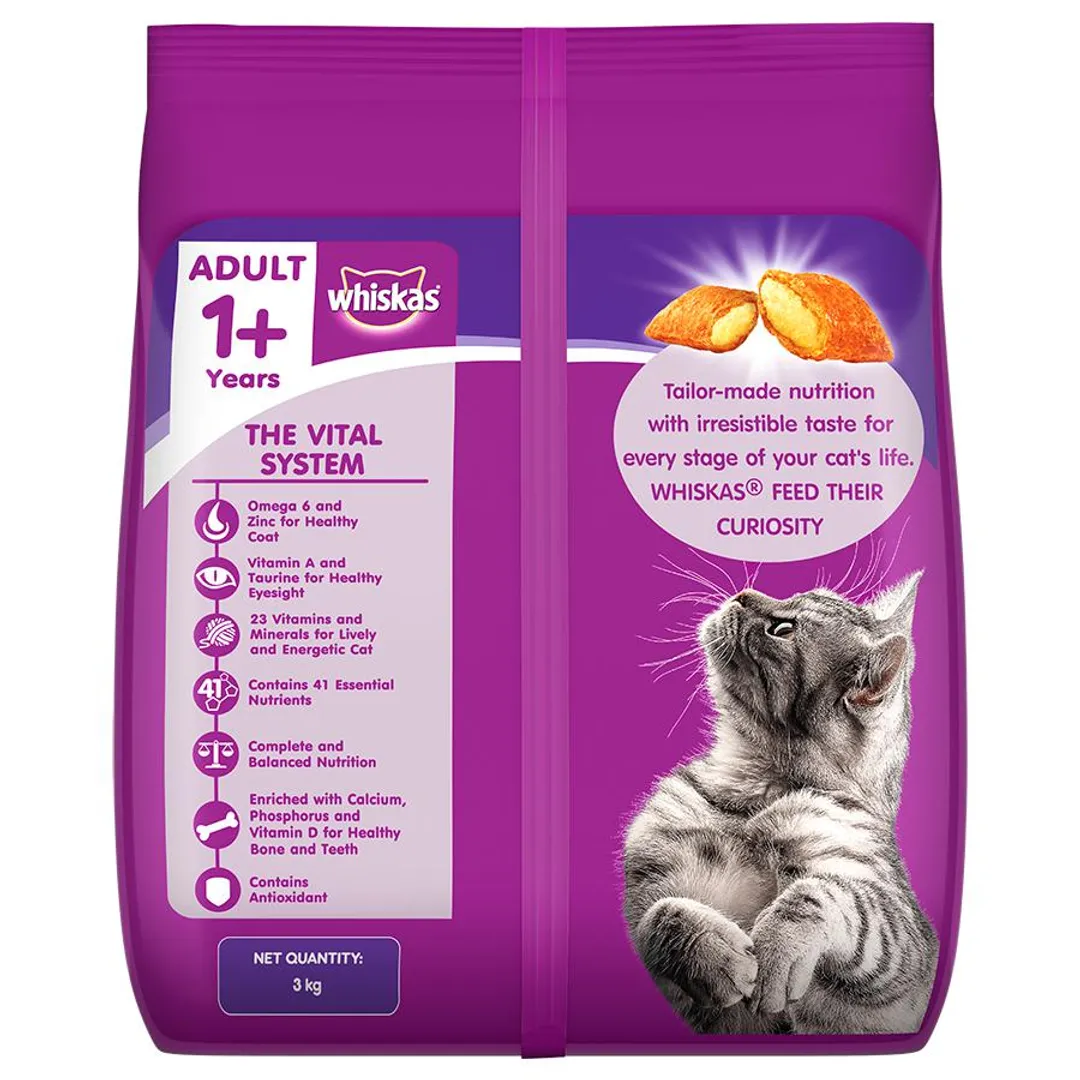 ADULT
1+
Years
whiskas®
THE VITAL
SYSTEM
Omega 6 and
Zinc for Healthy
Coat
Vitamin A and
Taurine for Healthy
Eyesight
23 Vitamins and
Minerals for Lively
and Energetic Cat
41
Contains 41 Essential
Nutrients
Complete and
Balanced Nutrition
Enriched with Calcium,
Phosphorus and
Vitamin D for Healthy
Bone and Teeth
Contains
Antioxidant
NET QUANTITY:
3 kg
Tailor-made nutrition
with irresistible taste for
every stage of your cat's life.
WHISKAS® FEED THEIR
CURIOSITY